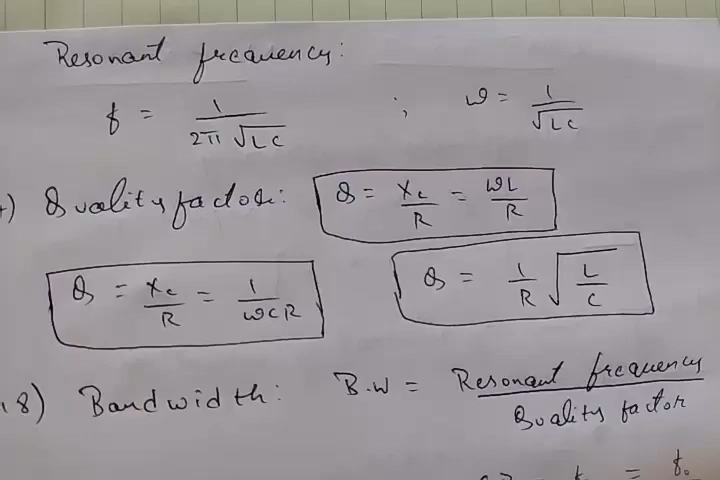 Resonant frequency:
f = 1 / 2π √LC ; ω = 1 / √LC
Quality factor: Q = Xc / R = ωL / R
Q = Xc / R = 1 / ωCR
Q = 1 / R √ L / C
8) Bandwidth: B.W = Resonant frequency / Quality factor